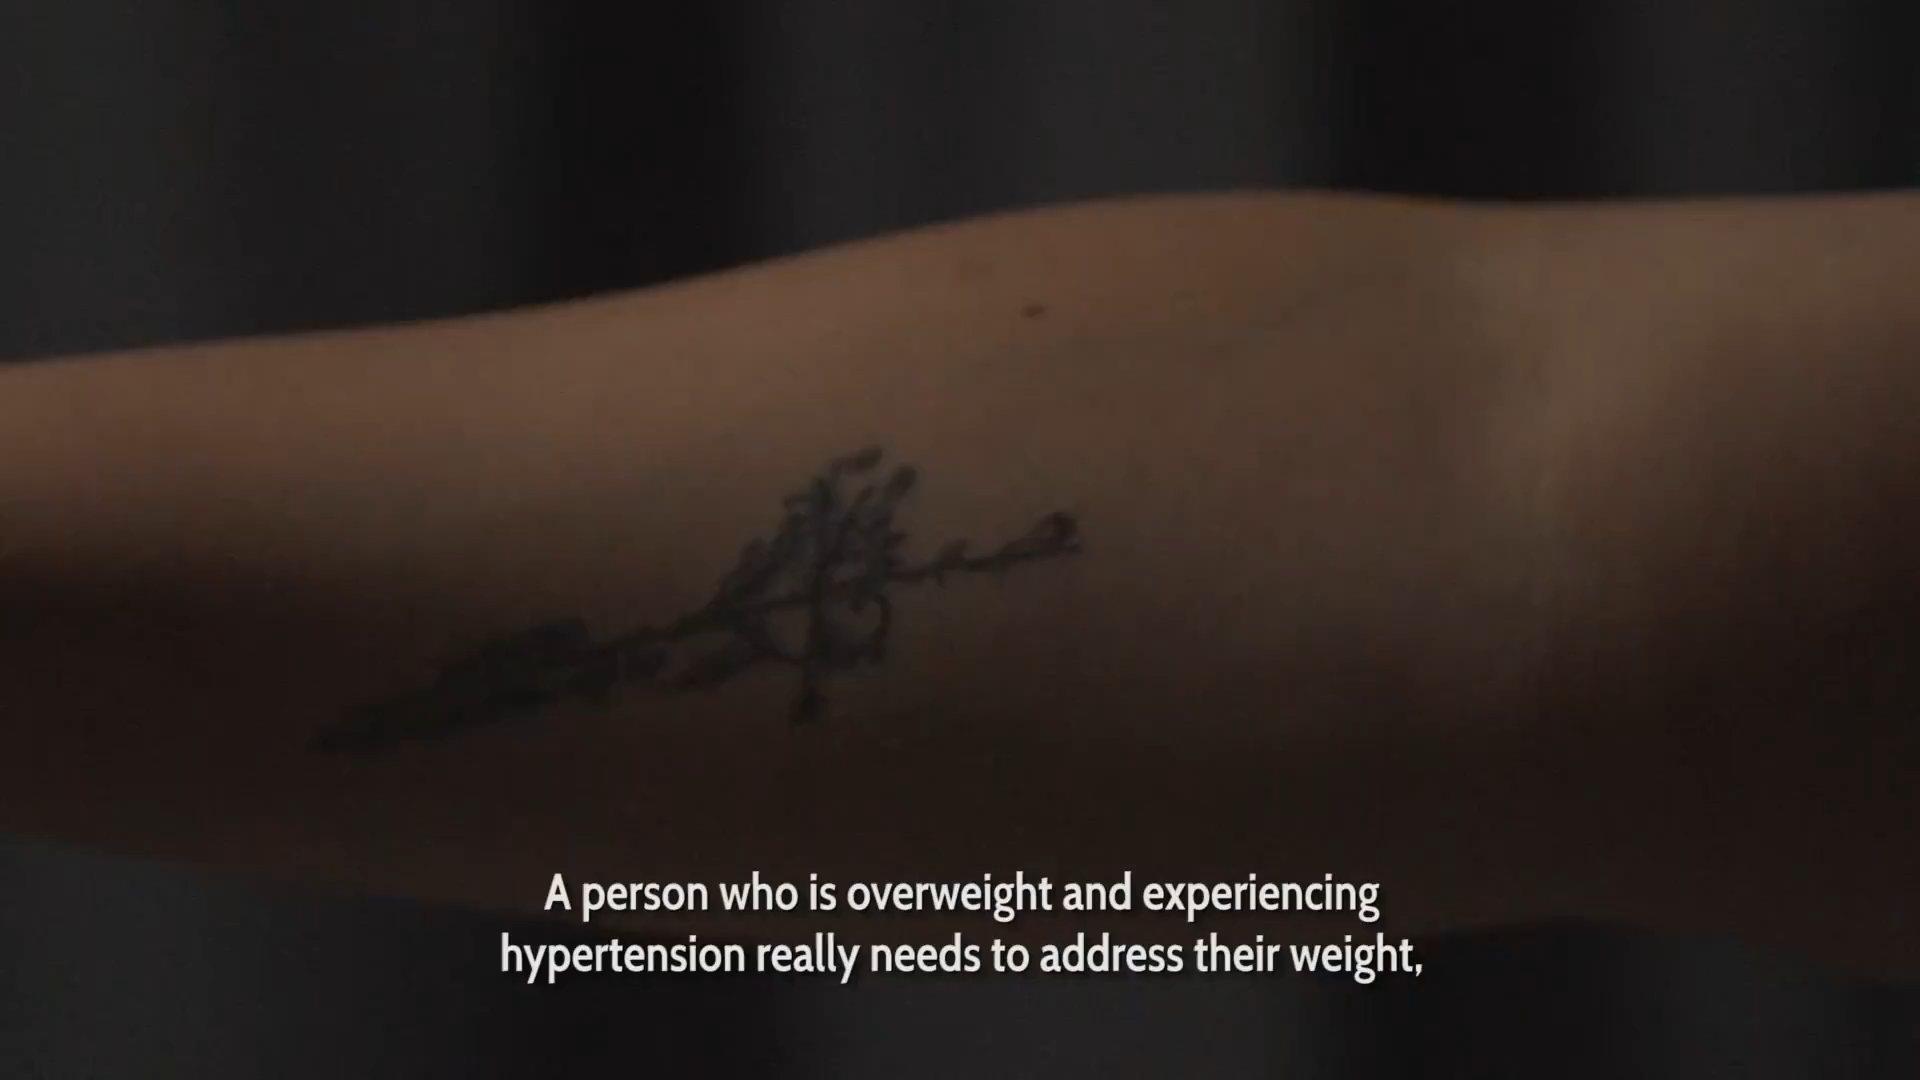 A person who is overweight and experiencing
hypertension really needs to address their weight,